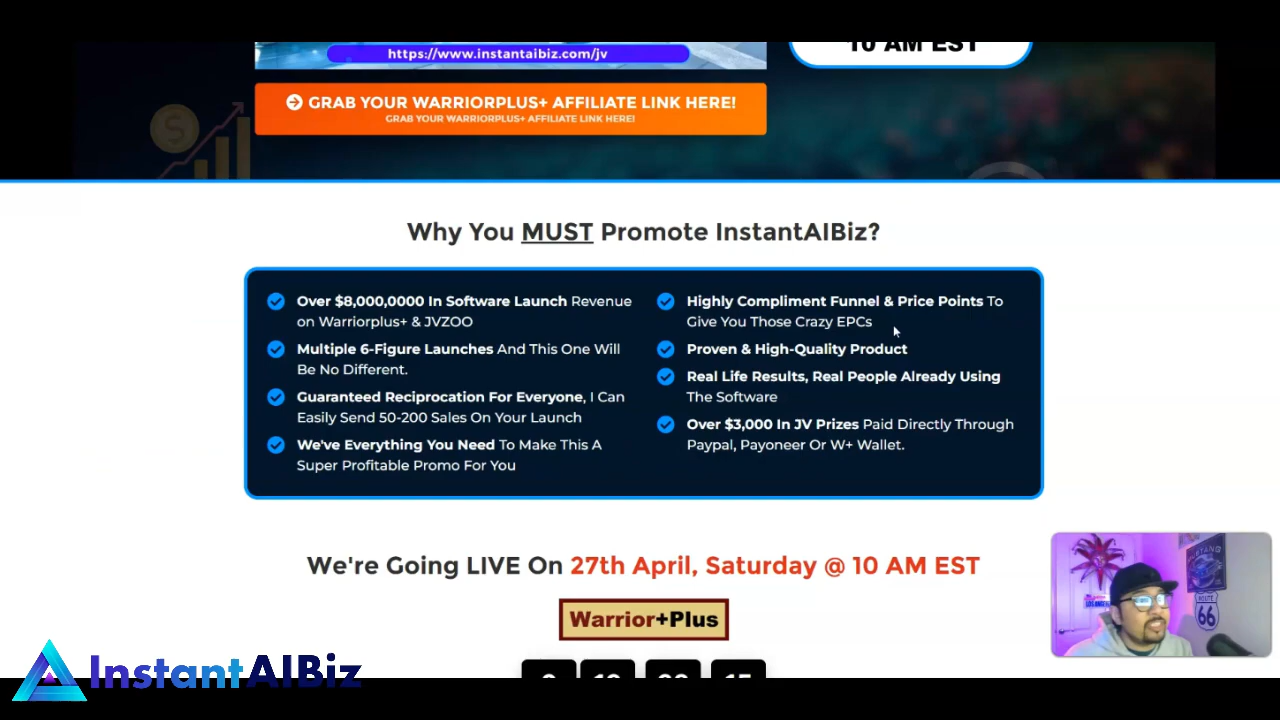 https://www.instantaibiz.com/jv
10 AM EST
GRAB YOUR WARRIORPLUS+ AFFILIATE LINK HERE!
GRAB YOUR WARRIORPLUS+ AFFILIATE LINK HERE!
Why You MUST Promote InstantAIBiz?
Over $8,000,0000 In Software Launch Revenue
on Warriorplus+ & JVZOO
Multiple 6-Figure Launches And This One Will
Be No Different.
Guaranteed Reciprocation For Everyone, I Can
Easily Send 50-200 Sales On Your Launch
We've Everything You Need To Make This A
Super Profitable Promo For You
Highly Compliment Funnel & Price Points To
Give You Those Crazy EPCs
Proven & High-Quality Product
Real Life Results, Real People Already Using
The Software
Over $3,000 In JV Prizes Paid Directly Through
Paypal, Payoneer Or W+ Wallet.
We're Going LIVE On 27th April, Saturday @ 10 AM EST
Warrior+Plus
MUSTANG
ROUTE
66
InstantAIBiz